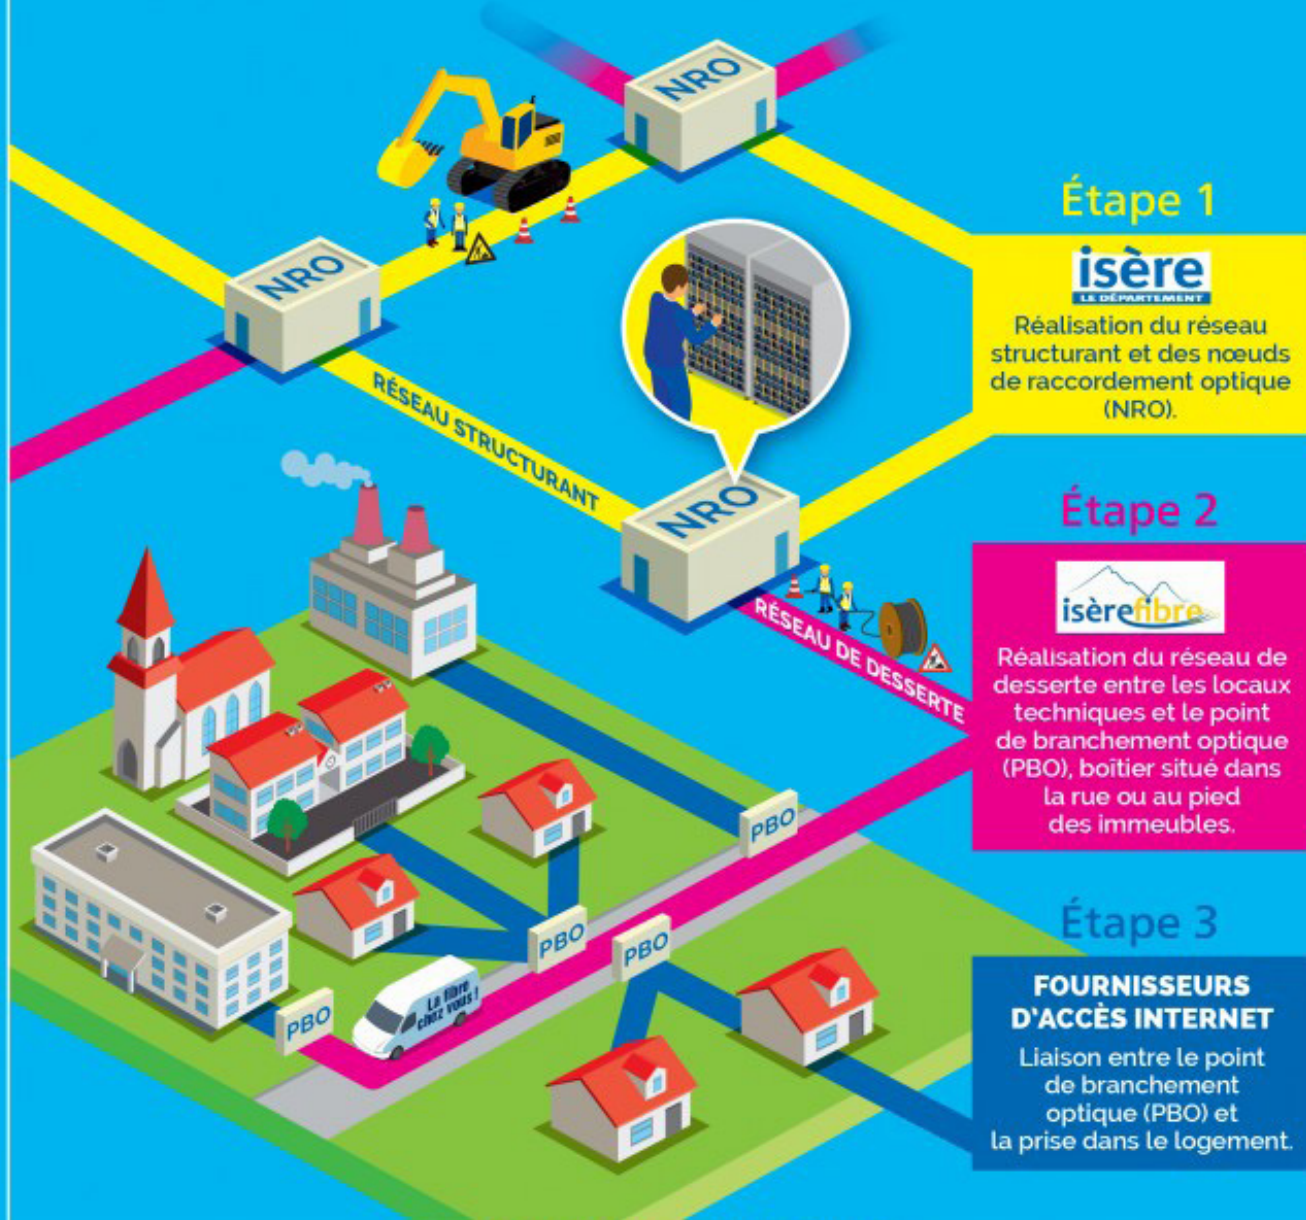 NRO
NRO
RÉSEAU STRUCTURANT
NRO
RÉSEAU DE DESSERTE
Étape 1
isère
LE DÉPARTEMENT
Réalisation du réseau
structurant et des nœuds
de raccordement optique
(NRO).
Étape 2
isèrefibre
Réalisation du réseau de
desserte entre les locaux
techniques et le point
de branchement optique
(PBO), boîtier situé dans
la rue ou au pied
des immeubles.
PBO
PBO
PBO
PBO
La fibre
chez vous !
Étape 3
FOURNISSEURS
D'ACCÈS INTERNET
Liaison entre le point
de branchement
optique (PBO) et
la prise dans le logement.